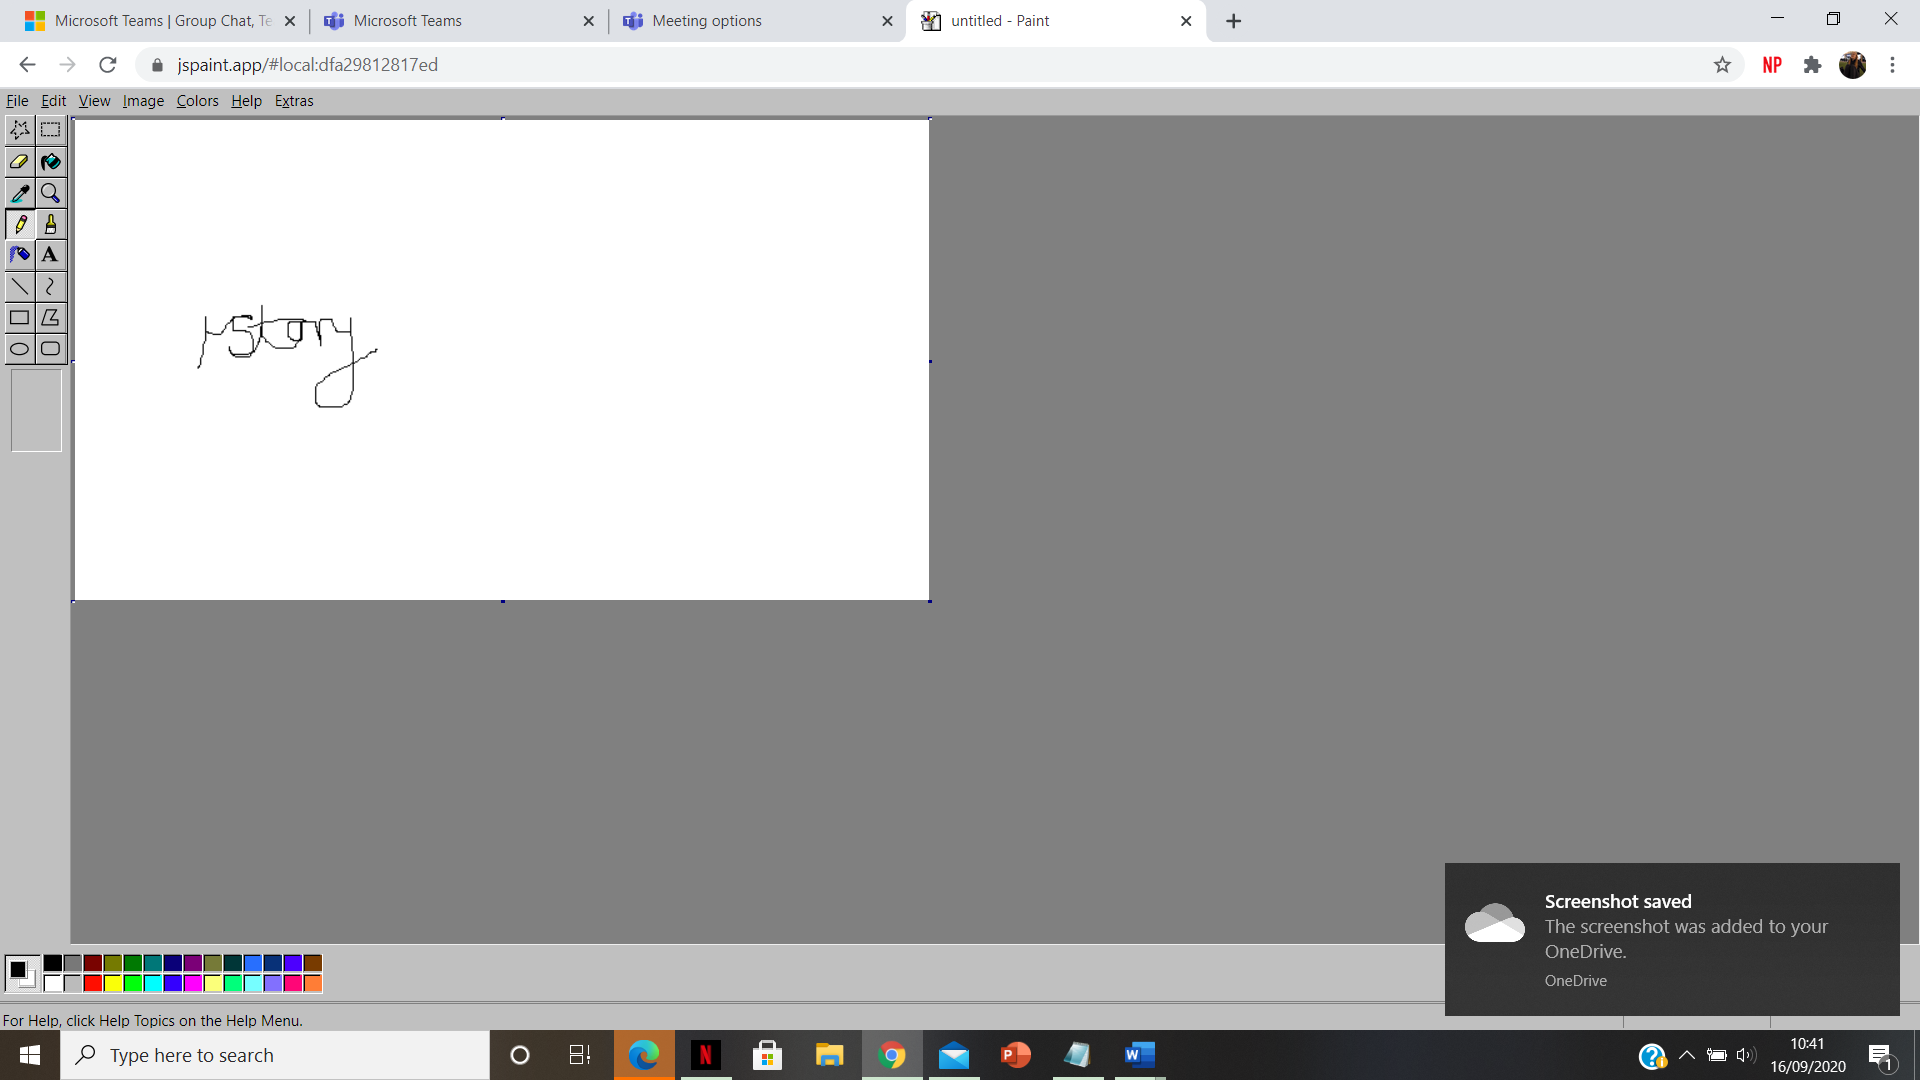 Microsoft Teams | Group Chat, Te
Microsoft Teams
Meeting options
untitled - Paint
jspaint.app/#local:dfa29812817ed
NP
File Edit View Image Colors Help Extras
A
Screenshot saved
The screenshot was added to your
OneDrive.
OneDrive
For Help, click Help Topics on the Help Menu.
Type here to search
N
P
W
10:41
16/09/2020
1